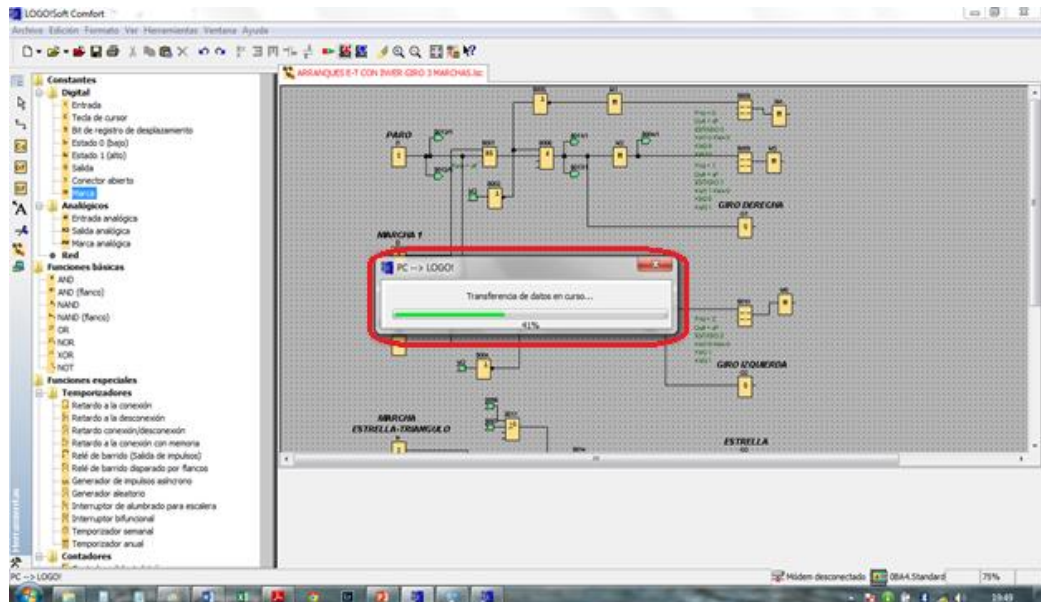 LOGO!Soft Comfort
Archivo Edición Formato Ver Herramientas Ventana Ayuda
ARRANQUES E-T CON INVER GIRO 3 MARCHAS.lsc
Constantes
Digital
Entrada
Tecla de cursor
Bit de registro de desplazamiento
Estado 0 (bajo)
Estado 1 (alto)
Salida
Conector abierto
Marca
Analógicos
Entrada analógica
Salida analógica
Marca analógica
Red
Funciones básicas
AND
AND (flanco)
NAND
NAND (flanco)
OR
NOR
XOR
NOT
Funciones especiales
Temporizadores
Retardo a la conexión
Retardo a la desconexión
Retardo conexión/desconexión
Retardo a la conexión con memoria
Relé de barrido (Salida de impulsos)
Relé de barrido disparado por flancos
Generador de impulsos asíncrono
Generador aleatorio
Interruptor de alumbrado para escalera
Interruptor bifuncional
Temporizador semanal
Temporizador anual
Contadores
Herramientas
PARO
GIRO DERECHA
MARCHA 1
PC --> LOGO!
Transferencia de datos en curso...
41%
GIRO IZQUIERDA
MARCHA
ESTRELLA-TRIANGULO
ESTRELLA
PC --> LOGO!
Módem desconectado
0BA4.Standard
75%
19:49